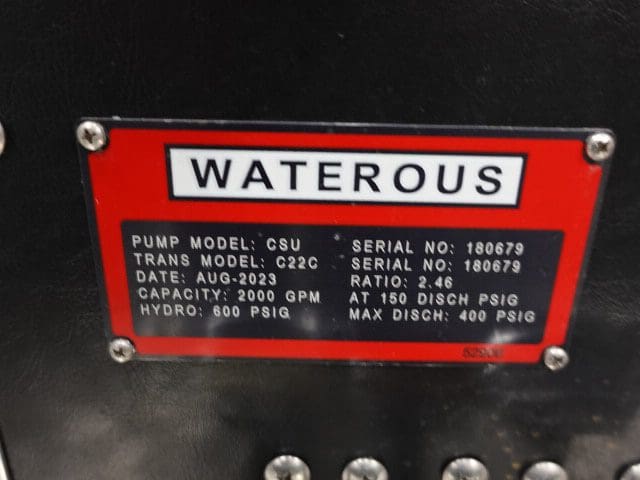 WATEROUS
PUMP MODEL: CSU SERIAL NO: 180679
TRANS MODEL: C22C SERIAL NO: 180679
DATE: AUG-2023 RATIO: 2.46
CAPACITY: 2000 GPM AT 150 DISCH PSIG
HYDRO: 600 PSIG MAX DISCH: 400 PSIG